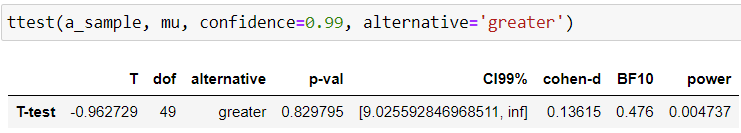 ttest(a_sample, mu, confidence=0.99, alternative='greater')
T dof alternative p-val CI99% cohen-d BF10 power
T-test -0.962729 49 greater 0.829795 [9.025592846968511, inf] 0.13615 0.476 0.004737